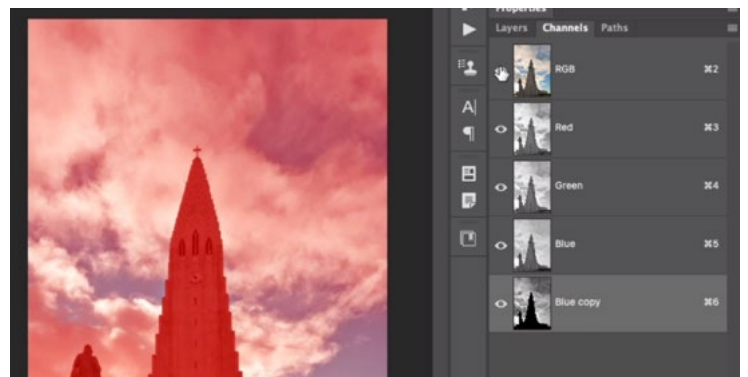 Properties
Layers Channels Paths
RGB ⌘2
Red ⌘3
Green ⌘4
Blue ⌘5
Blue copy ⌘6